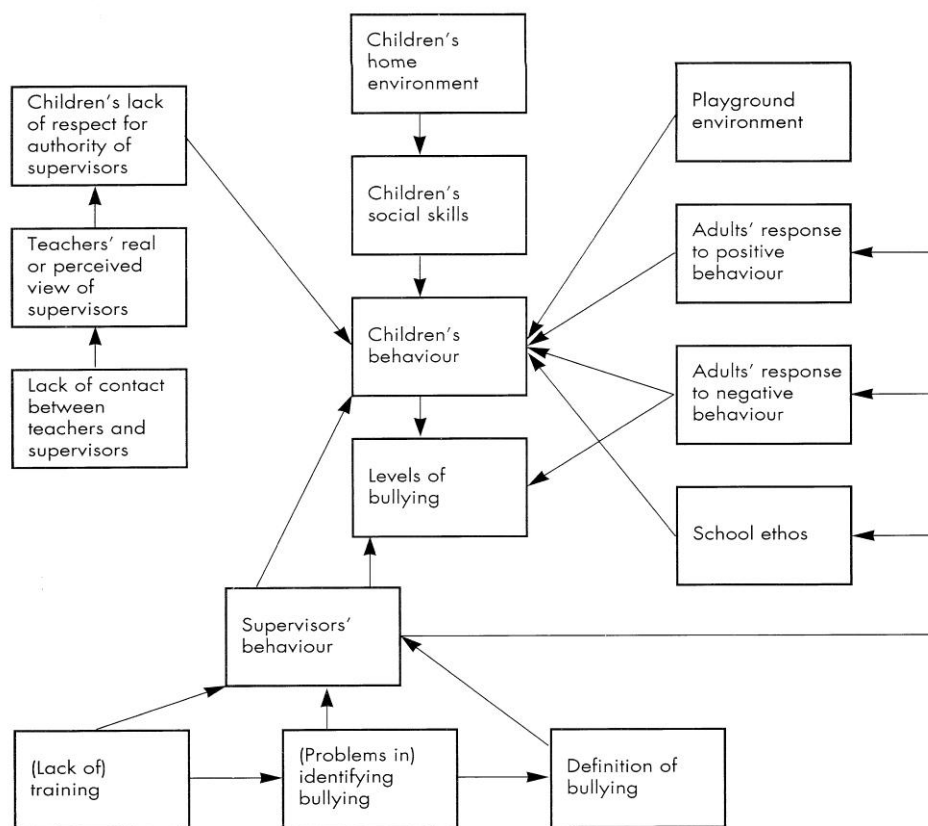 Children's
home
environment
Children's lack
of respect for
authority of
supervisors
Playground
environment
Children's
social skills
Teachers' real
or perceived
view of
supervisors
Adults' response
to positive
behaviour
Children's
behaviour
Lack of contact
between
teachers and
supervisors
Adults' response
to negative
behaviour
Levels of
bullying
School ethos
Supervisors'
behaviour
(Lack of)
training
(Problems in)
identifying
bullying
Definition of
bullying